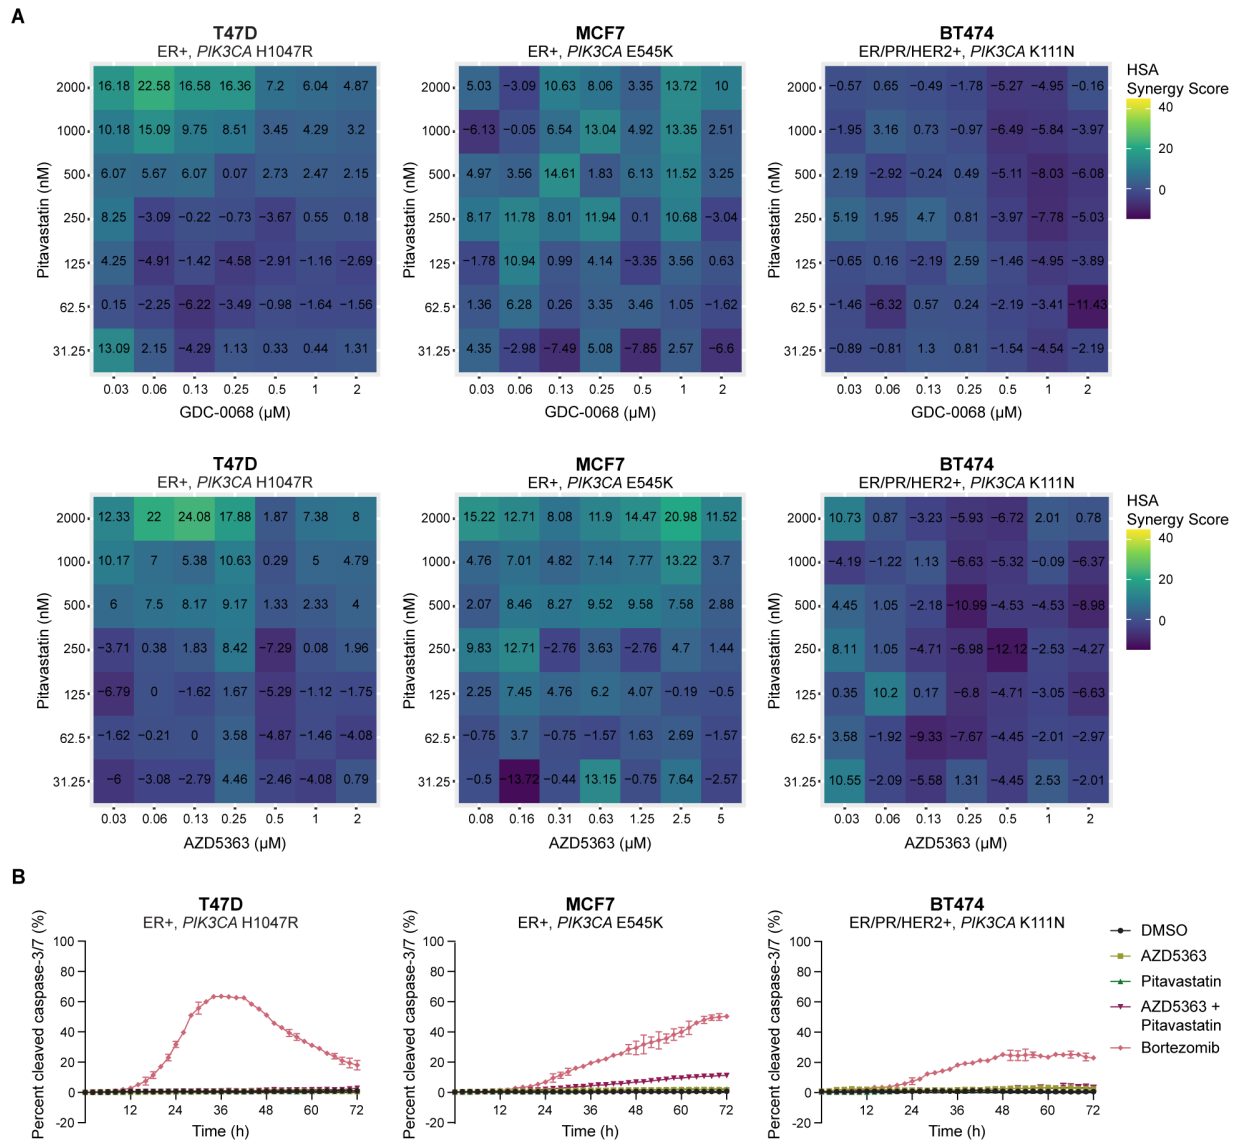 A
T47D
ER+, PIK3CA H1047R
MCF7
ER+, PIK3CA E545K
BT474
ER/PR/HER2+, PIK3CA K111N
Pitavastatin (nM)
2000 16.18 22.58 16.58 16.36 7.2 6.04 4.87
1000 10.18 15.09 9.75 8.51 3.45 4.29 3.2
500 6.07 5.67 6.07 0.07 2.73 2.47 2.15
250 8.25 −3.09 −0.22 −0.73 −3.67 0.55 0.18
125 4.25 −4.91 −1.42 −4.58 −2.91 −1.16 −2.69
62.5 0.15 −2.25 −6.22 −3.49 −0.98 −1.64 −1.56
31.25 13.09 2.15 −4.29 1.13 0.33 0.44 1.31
0.03 0.06 0.13 0.25 0.5 1 2
GDC-0068 (µM)
Pitavastatin (nM)
2000 5.03 −3.09 10.63 8.06 3.35 13.72 10
1000 −6.13 −0.05 6.54 13.04 4.92 13.35 2.51
500 4.97 3.56 14.61 1.83 6.13 11.52 3.25
250 8.17 11.78 8.01 11.94 0.1 10.68 −3.04
125 −1.78 10.94 0.99 4.14 −3.35 3.56 0.63
62.5 1.36 6.28 0.26 3.35 3.46 1.05 −1.62
31.25 4.35 −2.98 −7.49 5.08 −7.85 2.57 −6.6
0.03 0.06 0.13 0.25 0.5 1 2
GDC-0068 (µM)
Pitavastatin (nM)
2000 −0.57 0.65 −0.49 −1.78 −5.27 −4.95 −0.16
1000 −1.95 3.16 0.73 −0.97 −6.49 −5.84 −3.97
500 2.19 −2.92 −0.24 0.49 −5.11 −8.03 −6.08
250 5.19 1.95 4.7 0.81 −3.97 −7.78 −5.03
125 −0.65 0.16 −2.19 2.59 −1.46 −4.95 −3.89
62.5 −1.46 −6.32 0.57 0.24 −2.19 −3.41 −11.43
31.25 −0.89 −0.81 1.3 0.81 −1.54 −4.54 −2.19
0.03 0.06 0.13 0.25 0.5 1 2
GDC-0068 (µM)
HSA
Synergy Score
40
20
0
T47D
ER+, PIK3CA H1047R
MCF7
ER+, PIK3CA E545K
BT474
ER/PR/HER2+, PIK3CA K111N
Pitavastatin (nM)
2000 12.33 22 24.08 17.88 1.87 7.38 8
1000 10.17 7 5.38 10.63 0.29 5 4.79
500 6 7.5 8.17 9.17 1.33 2.33 4
250 −3.71 0.38 1.83 8.42 −7.29 0.08 1.96
125 −6.79 0 −1.62 1.67 −5.29 −1.12 −1.75
62.5 −1.62 −0.21 0 3.58 −4.87 −1.46 −4.08
31.25 −6 −3.08 −2.79 4.46 −2.46 −4.08 0.79
0.03 0.06 0.13 0.25 0.5 1 2
AZD5363 (µM)
Pitavastatin (nM)
2000 15.22 12.71 8.08 11.9 14.47 20.98 11.52
1000 4.76 7.01 4.82 7.14 7.77 13.22 3.7
500 2.07 8.46 8.27 9.52 9.58 7.58 2.88
250 9.83 12.71 −2.76 3.63 −2.76 4.7 1.44
125 2.25 7.45 4.76 6.2 4.07 −0.19 −0.5
62.5 −0.75 3.7 −0.75 −1.57 1.63 2.69 −1.57
31.25 −0.5 −13.72 −0.44 13.15 −0.75 7.64 −2.57
0.08 0.16 0.31 0.63 1.25 2.5 5
AZD5363 (µM)
Pitavastatin (nM)
2000 10.73 0.87 −3.23 −5.93 −6.72 2.01 0.78
1000 −4.19 −1.22 1.13 −6.63 −5.32 −0.09 −6.37
500 4.45 1.05 −2.18 −10.99 −4.53 −4.53 −8.98
250 8.11 1.05 −4.71 −6.98 −12.12 −2.53 −4.27
125 0.35 10.2 0.17 −6.8 −4.71 −3.05 −6.63
62.5 3.58 −1.92 −9.33 −7.67 −4.45 −2.01 −2.97
31.25 10.55 −2.09 −5.58 1.31 −4.45 2.53 −2.01
0.03 0.06 0.13 0.25 0.5 1 2
AZD5363 (µM)
HSA
Synergy Score
40
20
0
B
T47D
ER+, PIK3CA H1047R
Percent cleaved caspase-3/7 (%)
100
80
60
40
20
0
-20
12 24 36 48 60 72
Time (h)
MCF7
ER+, PIK3CA E545K
Percent cleaved caspase-3/7 (%)
100
80
60
40
20
0
-20
12 24 36 48 60 72
Time (h)
BT474
ER/PR/HER2+, PIK3CA K111N
Percent cleaved caspase-3/7 (%)
100
80
60
40
20
0
-20
12 24 36 48 60 72
Time (h)
DMSO
AZD5363
Pitavastatin
AZD5363 +
Pitavastatin
Bortezomib